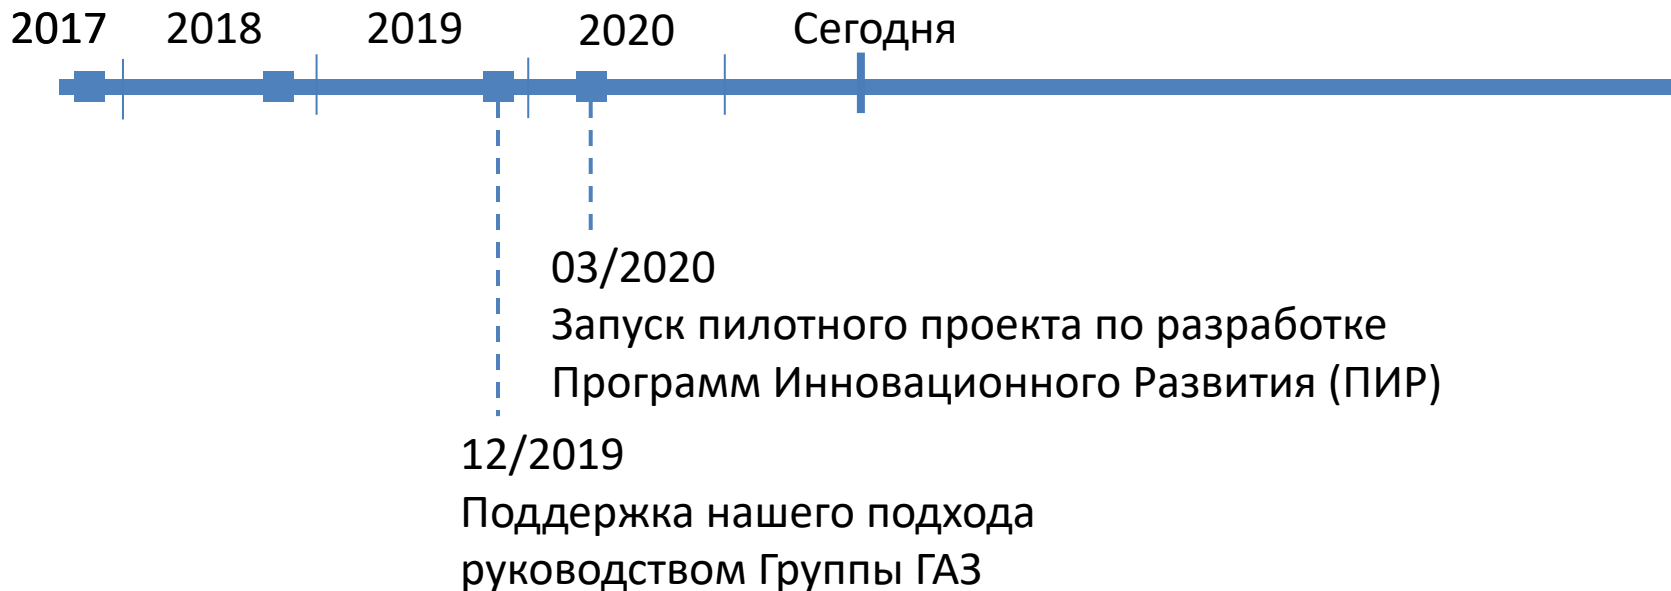 2017 2018 2019 2020 Сегодня
03/2020
Запуск пилотного проекта по разработке
Программ Инновационного Развития (ПИР)
12/2019
Поддержка нашего подхода
руководством Группы ГАЗ